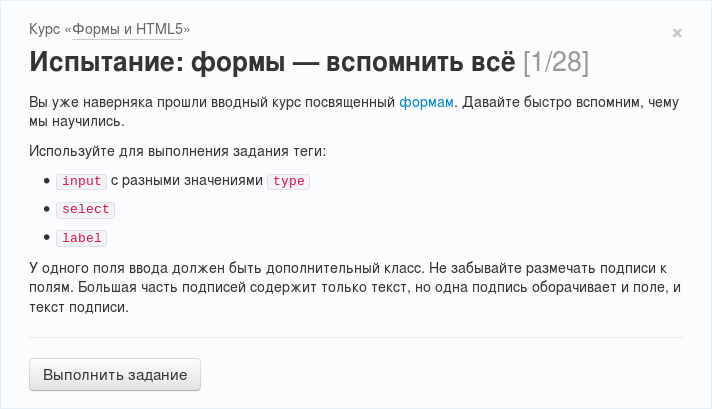 Курс «Формы и HTML5»
×
Испытание: формы — вспомнить всё [1/28]
Вы уже наверняка прошли вводный курс посвященный формам. Давайте быстро вспомним, чему
мы научились.
Используйте для выполнения задания теги:
• input с разными значениями type
• select
• label
У одного поля ввода должен быть дополнительный класс. Не забывайте размечать подписи к
полям. Большая часть подписей содержит только текст, но одна подпись оборачивает и поле, и
текст подписи.
Выполнить задание